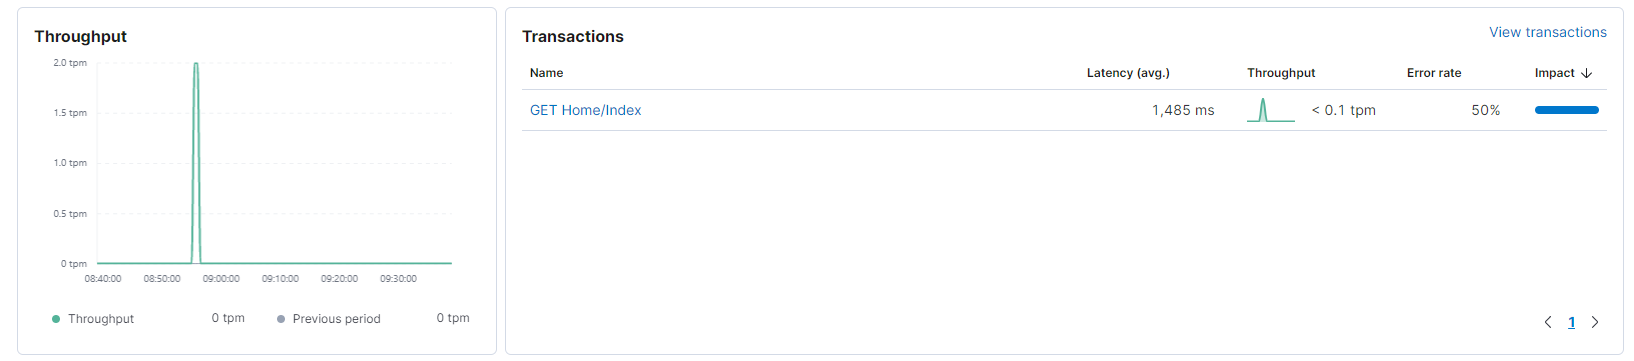 Throughput
2.0 tpm
1.5 tpm
1.0 tpm
0.5 tpm
0 tpm
08:40:00 08:50:00 09:00:00 09:10:00 09:20:00 09:30:00
Throughput 0 tpm Previous period 0 tpm
Transactions View transactions
Name Latency (avg.) Throughput Error rate Impact
GET Home/Index 1,485 ms < 0.1 tpm 50%
1